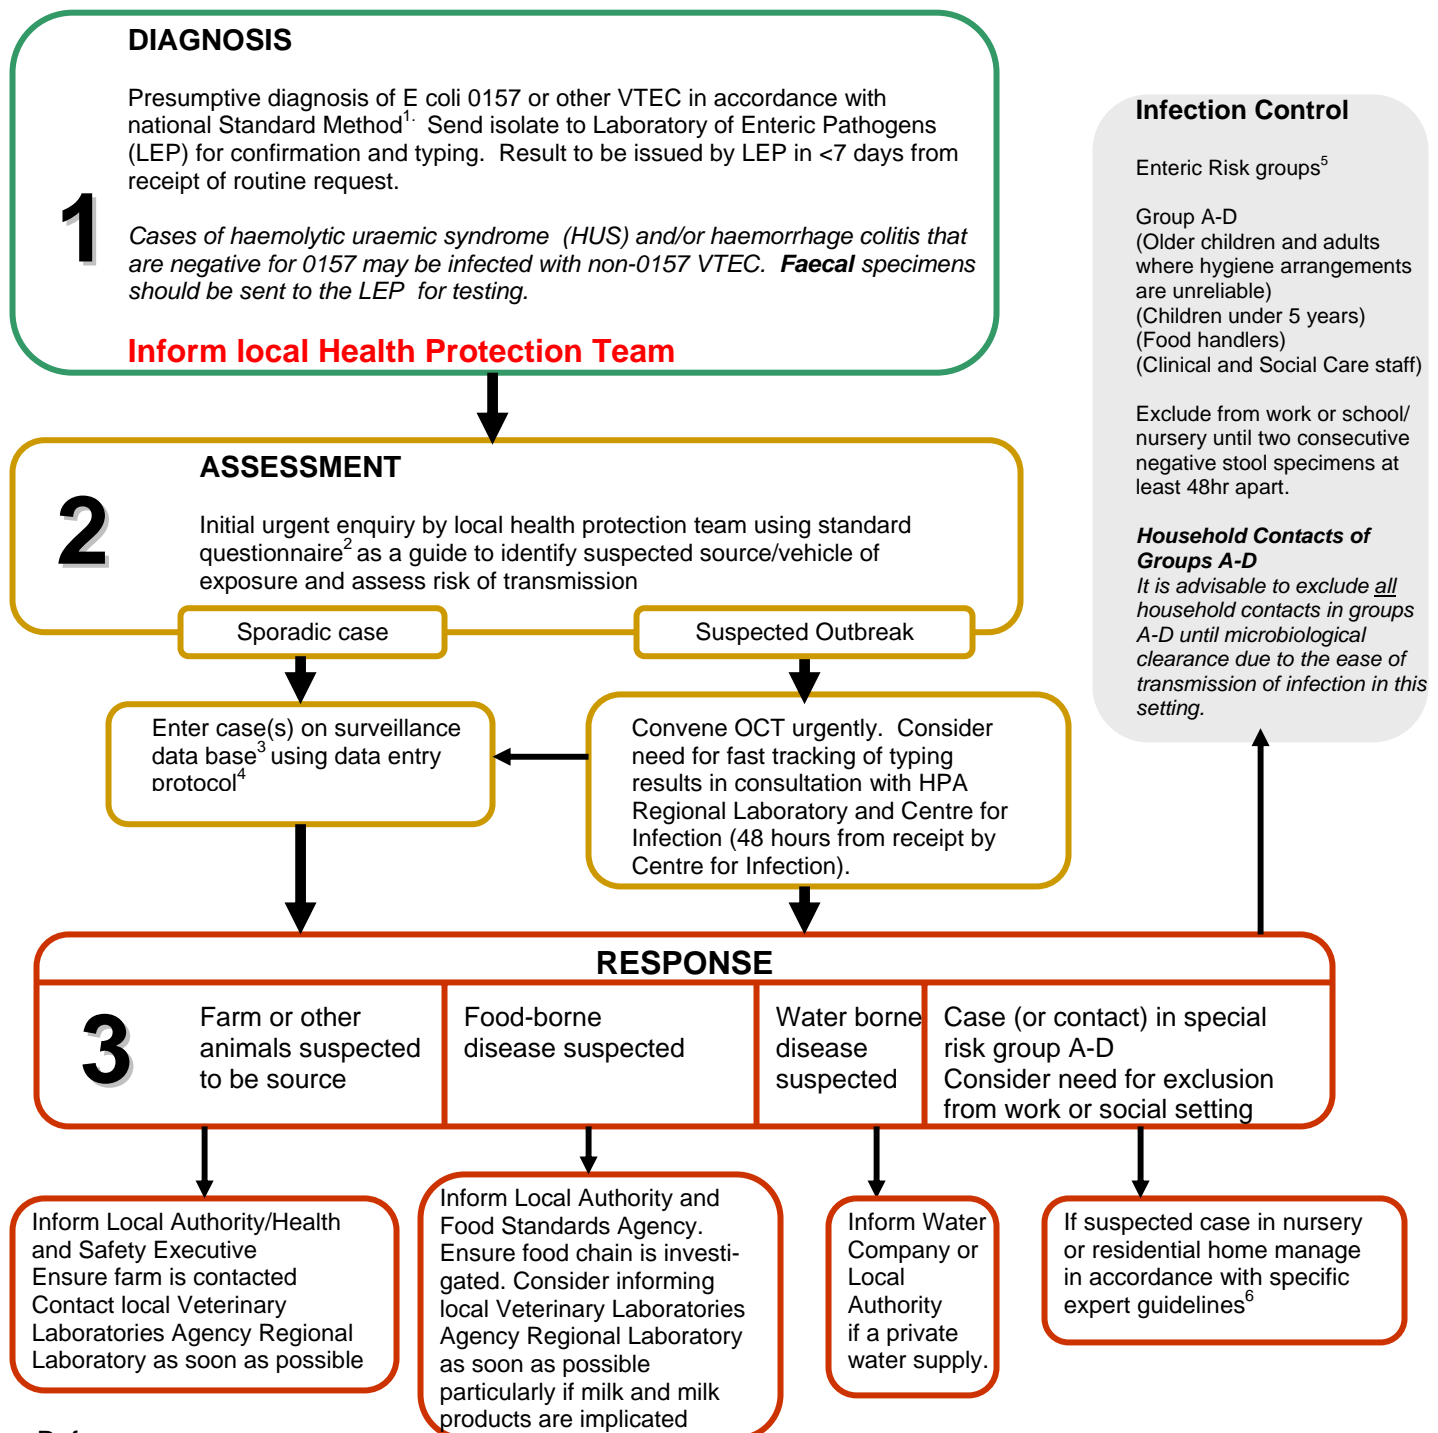 DIAGNOSIS
Presumptive diagnosis of E coli 0157 or other VTEC in accordance with
national Standard Method1. Send isolate to Laboratory of Enteric Pathogens
(LEP) for confirmation and typing. Result to be issued by LEP in <7 days from
receipt of routine request.
1
Cases of haemolytic uraemic syndrome (HUS) and/or haemorrhage colitis that
are negative for 0157 may be infected with non-0157 VTEC. Faecal specimens
should be sent to the LEP for testing.
Inform local Health Protection Team
Infection Control
Enteric Risk groups5
Group A-D
(Older children and adults
where hygiene arrangements
are unreliable)
(Children under 5 years)
(Food handlers)
(Clinical and Social Care staff)
Exclude from work or school/
nursery until two consecutive
negative stool specimens at
least 48hr apart.
Household Contacts of
Groups A-D
It is advisable to exclude all
household contacts in groups
A-D until microbiological
clearance due to the ease of
transmission of infection in this
setting.
2
ASSESSMENT
Initial urgent enquiry by local health protection team using standard
questionnaire2 as a guide to identify suspected source/vehicle of
exposure and assess risk of transmission
Sporadic case
Suspected Outbreak
Enter case(s) on surveillance
data base3 using data entry
protocol4
Convene OCT urgently. Consider
need for fast tracking of typing
results in consultation with HPA
Regional Laboratory and Centre for
Infection (48 hours from receipt by
Centre for Infection).
RESPONSE
3
Farm or other
animals suspected
to be source
Food-borne
disease suspected
Water borne
disease
suspected
Case (or contact) in special
risk group A-D
Consider need for exclusion
from work or social setting
Inform Local Authority/Health
and Safety Executive
Ensure farm is contacted
Contact local Veterinary
Laboratories Agency Regional
Laboratory as soon as possible
Inform Local Authority and
Food Standards Agency.
Ensure food chain is investi-
gated. Consider informing
local Veterinary Laboratories
Agency Regional Laboratory
as soon as possible
particularly if milk and milk
products are implicated
Inform Water
Company or
Local
Authority
if a private
water supply.
If suspected case in nursery
or residential home manage
in accordance with specific
expert guidelines6